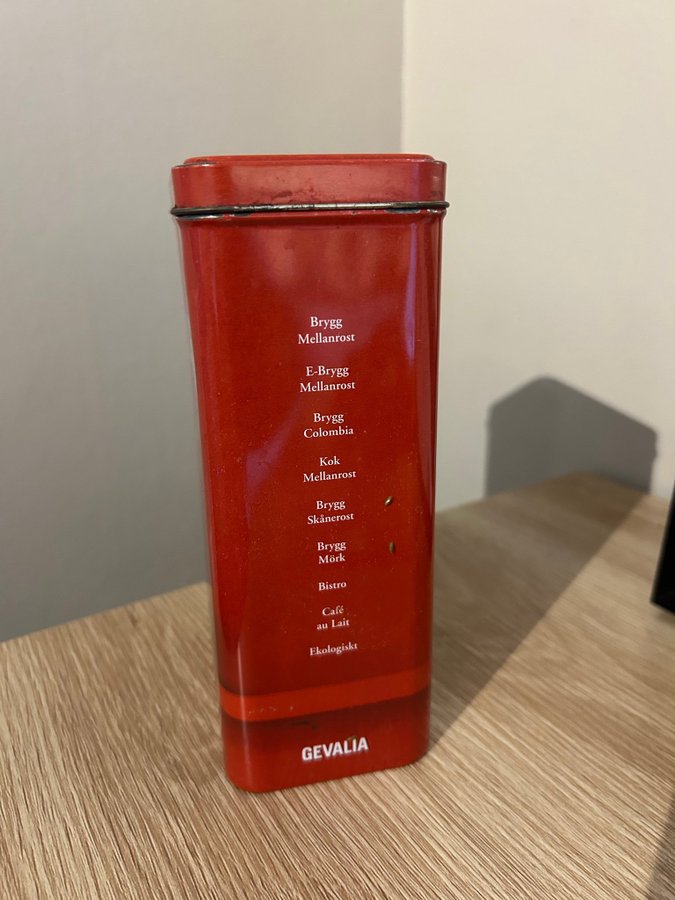 Brygg
Mellanrost
E-Brygg
Mellanrost
Brygg
Colombia
Kok
Mellanrost
Brygg
Skånerost
Brygg
Mörk
Bistro
Café
au Lait
Ekologiskt
GEVALIA